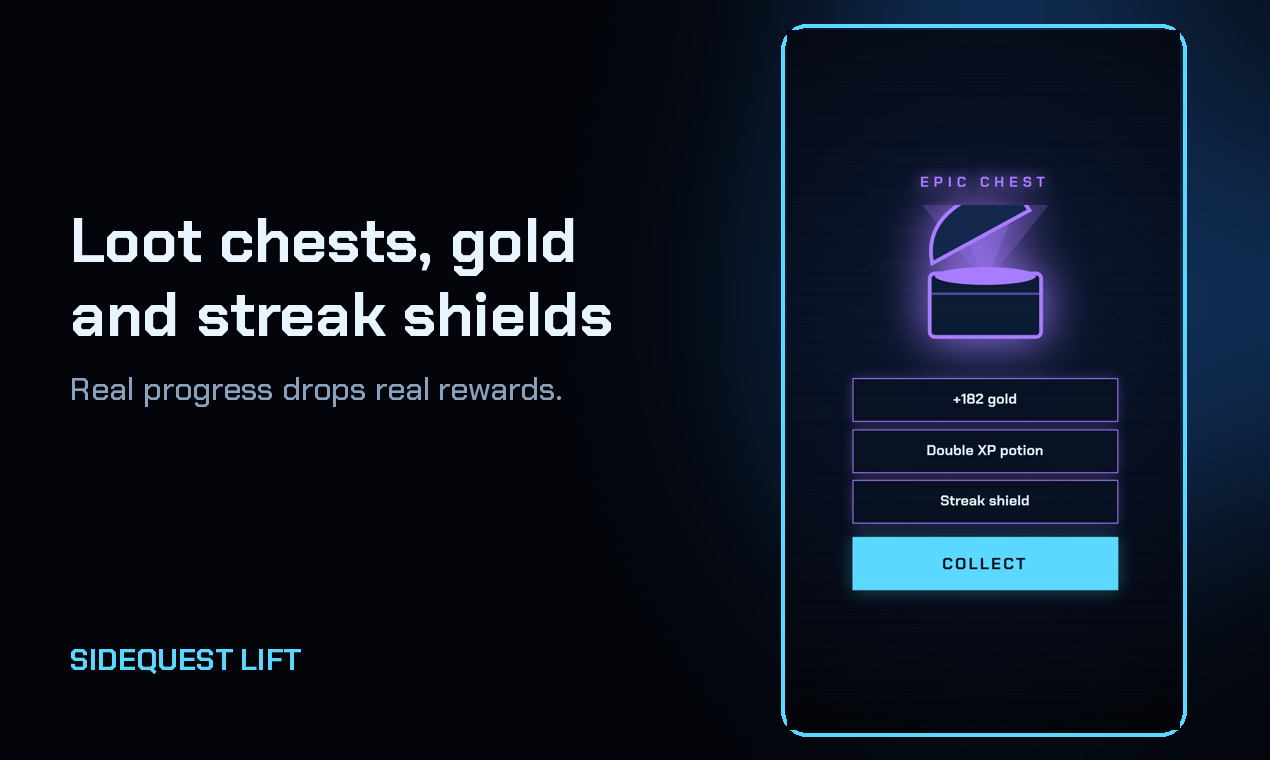 Loot chests, gold
and streak shields
Real progress drops real rewards.
SIDEQUEST LIFT
EPIC CHEST
+182 gold
Double XP potion
Streak shield
COLLECT